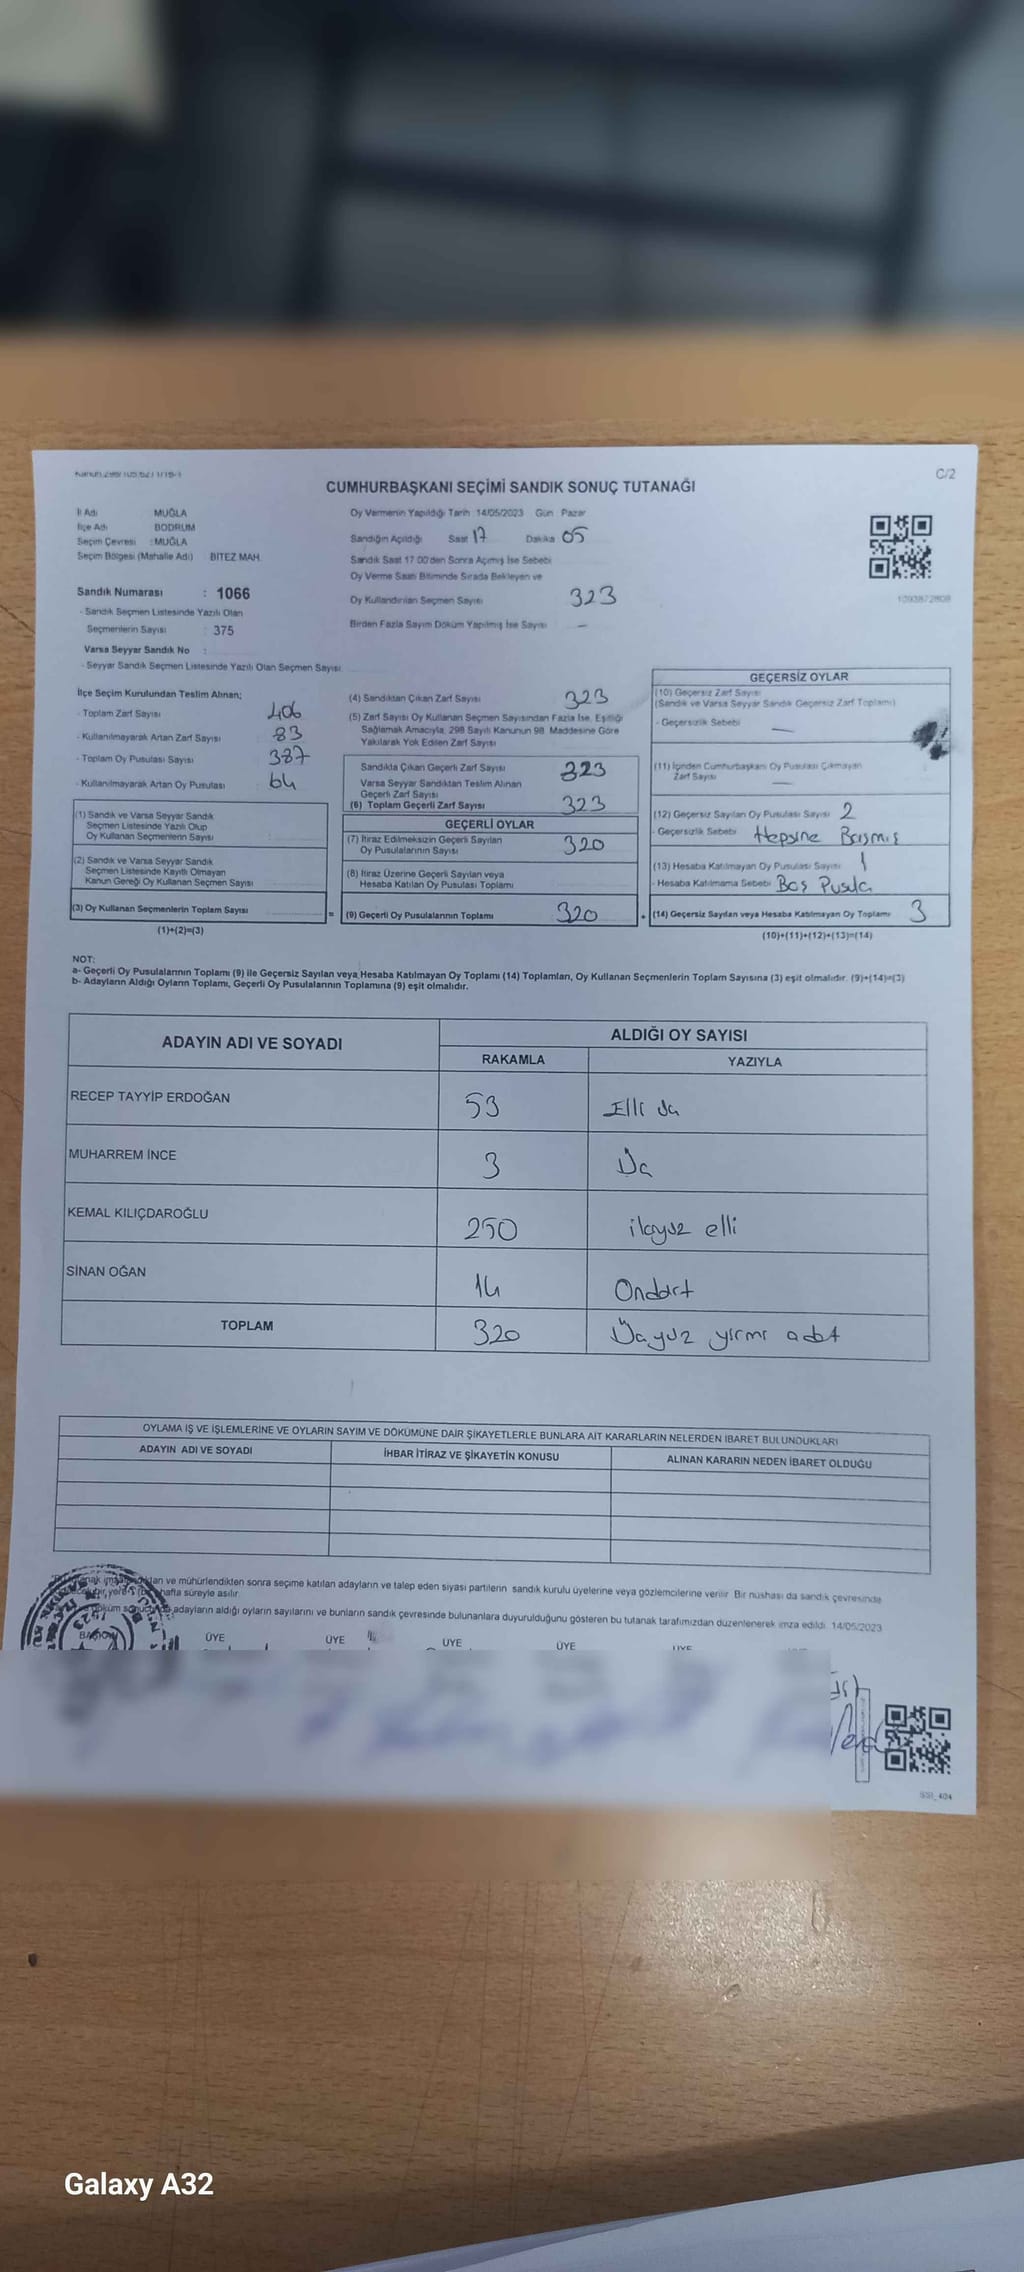 C/2
CUMHURBAŞKANI SEÇİMİ SANDIK SONUÇ TUTANAĞI
İl Adı MUĞLA
İlçe Adı BODRUM
Seçim Çevresi : MUĞLA
Seçim Bölgesi (Mahalle Adı) BİTEZ MAH.
Sandık Numarası : 1066
- Sandık Seçmen Listesinde Yazılı Olan
Seçmenlerin Sayısı : 375
Varsa Seyyar Sandık No :
- Seyyar Sandık Seçmen Listesinde Yazılı Olan Seçmen Sayısı
Oy Vermenin Yapıldığı Tarih 14/05/2023 Gün Pazar
Sandığın Açıldığı Saat 17 Dakika 05
Sandık Saat 17.00'den Sonra Açılmış İse Sebebi
Oy Verme Saati Bitiminde Sırada Bekleyen ve
Oy Kullandırılan Seçmen Sayısı 323
Birden Fazla Sayım Döküm Yapılmış İse Sayısı -
1093872808
İlçe Seçim Kurulundan Teslim Alınan;
- Toplam Zarf Sayısı 406
- Kullanılmayarak Artan Zarf Sayısı 83
- Toplam Oy Pusulası Sayısı 387
- Kullanılmayarak Artan Oy Pusulası 64
(1) Sandık ve Varsa Seyyar Sandık
Seçmen Listesinde Yazılı Olup
Oy Kullanan Seçmenlerin Sayısı
(2) Sandık ve Varsa Seyyar Sandık
Seçmen Listesinde Kayıtlı Olmayan
Kanun Gereği Oy Kullanan Seçmen Sayısı
(3) Oy Kullanan Seçmenlerin Toplam Sayısı
(1)+(2)=(3)
(4) Sandıktan Çıkan Zarf Sayısı 323
(5) Zarf Sayısı Oy Kullanan Seçmen Sayısından Fazla İse, Eşitliği
Sağlamak Amacıyla, 298 Sayılı Kanunun 98. Maddesine Göre
Yakılarak Yok Edilen Zarf Sayısı
Sandıkta Çıkan Geçerli Zarf Sayısı 323
Varsa Seyyar Sandıktan Teslim Alınan
Geçerli Zarf Sayısı
(6) Toplam Geçerli Zarf Sayısı 323
GEÇERLİ OYLAR
(7) İtiraz Edilmeksizin Geçerli Sayılan
Oy Pusulalarının Sayısı 320
(8) İtiraz Üzerine Geçerli Sayılan veya
Hesaba Katılan Oy Pusulası Toplamı
= (9) Geçerli Oy Pusulalarının Toplamı 320
GEÇERSİZ OYLAR
(10) Geçersiz Zarf Sayısı
(Sandık ve Varsa Seyyar Sandık Geçersiz Zarf Toplamı)
- Geçersizlik Sebebi -
(11) İçinden Cumhurbaşkanı Oy Pusulası Çıkmayan
Zarf Sayısı -
(12) Geçersiz Sayılan Oy Pusulası Sayısı 2
- Geçersizlik Sebebi Hepsine Basmış
(13) Hesaba Katılmayan Oy Pusulası Sayısı 1
- Hesaba Katılmama Sebebi Boş Pusula
+ (14) Geçersiz Sayılan veya Hesaba Katılmayan Oy Toplamı 3
(10)+(11)+(12)+(13)=(14)
NOT:
a- Geçerli Oy Pusulalarının Toplamı (9) ile Geçersiz Sayılan veya Hesaba Katılmayan Oy Toplamı (14) Toplamları, Oy Kullanan Seçmenlerin Toplam Sayısına (3) eşit olmalıdır. (9)+(14)=(3)
b- Adayların Aldığı Oyların Toplamı, Geçerli Oy Pusulalarının Toplamına (9) eşit olmalıdır.
ADAYIN ADI VE SOYADI
ALDIĞI OY SAYISI
RAKAMLA YAZIYLA
RECEP TAYYİP ERDOĞAN 53 Elli üç
MUHARREM İNCE 3 Üç
KEMAL KILIÇDAROĞLU 250 ikiyüz elli
SİNAN OĞAN 14 Ondört
TOPLAM 320 Üçyüz yirmi adet
OYLAMA İŞ VE İŞLEMLERİNE VE OYLARIN SAYIM VE DÖKÜMÜNE DAİR ŞİKAYETLERLE BUNLARA AİT KARARLARIN NELERDEN İBARET BULUNDUKLARI
ADAYIN ADI VE SOYADI İHBAR İTİRAZ VE ŞİKAYETİN KONUSU ALINAN KARARIN NEDEN İBARET OLDUĞU
ve mühürlendikten sonra seçime katılan adayların ve talep eden siyasi partilerin sandık kurulu üyelerine veya gözlemcilerine verilir. Bir nüshası da sandık çevresinde
hafta süreyle asılır.
adayların aldığı oyların sayılarını ve bunların sandık çevresinde bulunanlara duyurulduğunu gösteren bu tutanak tarafımızdan düzenlenerek imza edildi. 14/05/2023
BAŞKAN ÜYE ÜYE ÜYE ÜYE ÜYE
SSI_404
Galaxy A32